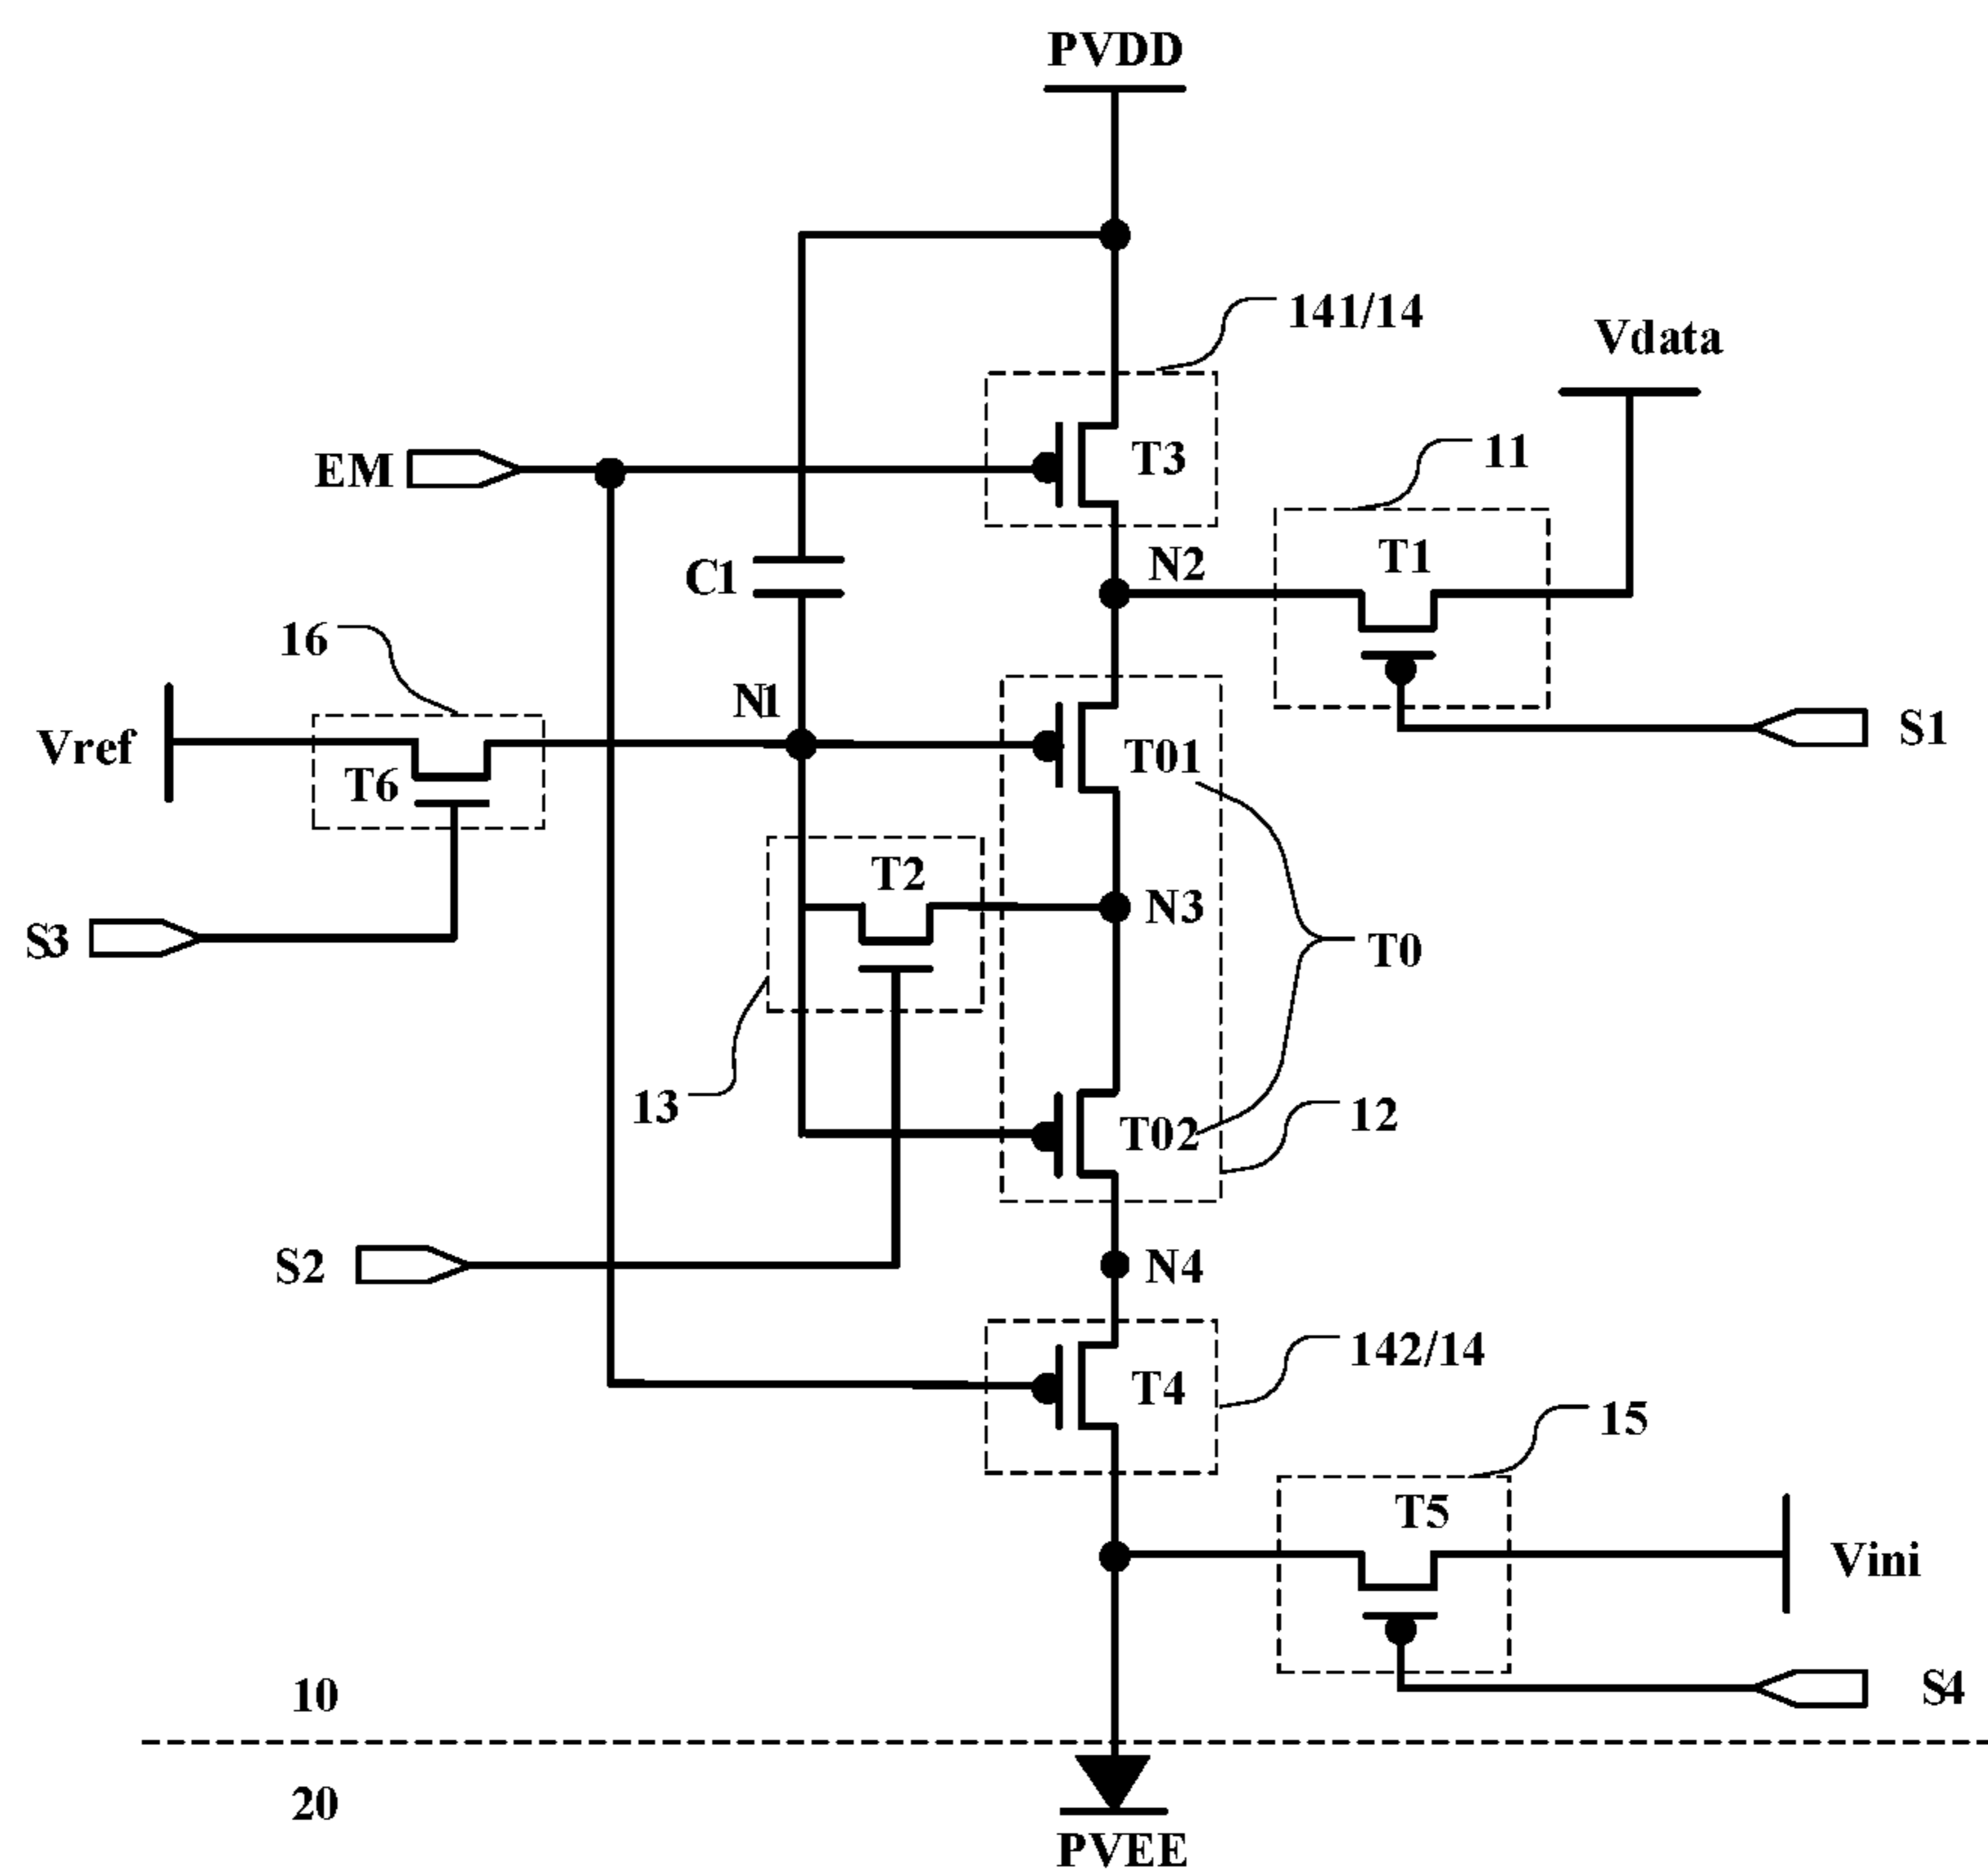 PVDD
141/14
Vdata
EM
T3
11
T1
N2
C1
16
N1
Vref
T6
T01
S1
T2
N3
S3
T0
13
T02
12
S2
N4
142/14
T4
15
T5
Vini
10
S4
20
PVEE